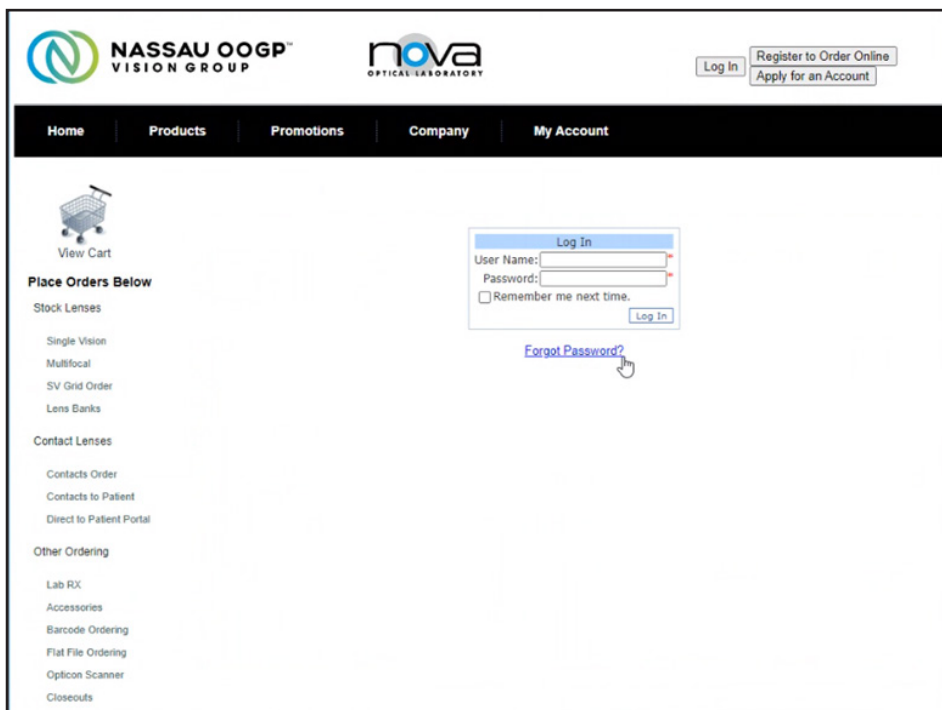 NASSAU OOGP™
VISION GROUP
nova
OPTICAL LABORATORY
Log In
Register to Order Online
Apply for an Account
Home Products Promotions Company My Account
View Cart
Place Orders Below
Stock Lenses
Single Vision
Multifocal
SV Grid Order
Lens Banks
Contact Lenses
Contacts Order
Contacts to Patient
Direct to Patient Portal
Other Ordering
Lab RX
Accessories
Barcode Ordering
Flat File Ordering
Opticon Scanner
Closeouts
Log In
User Name: *
Password: *
Remember me next time.
Log In
Forgot Password?